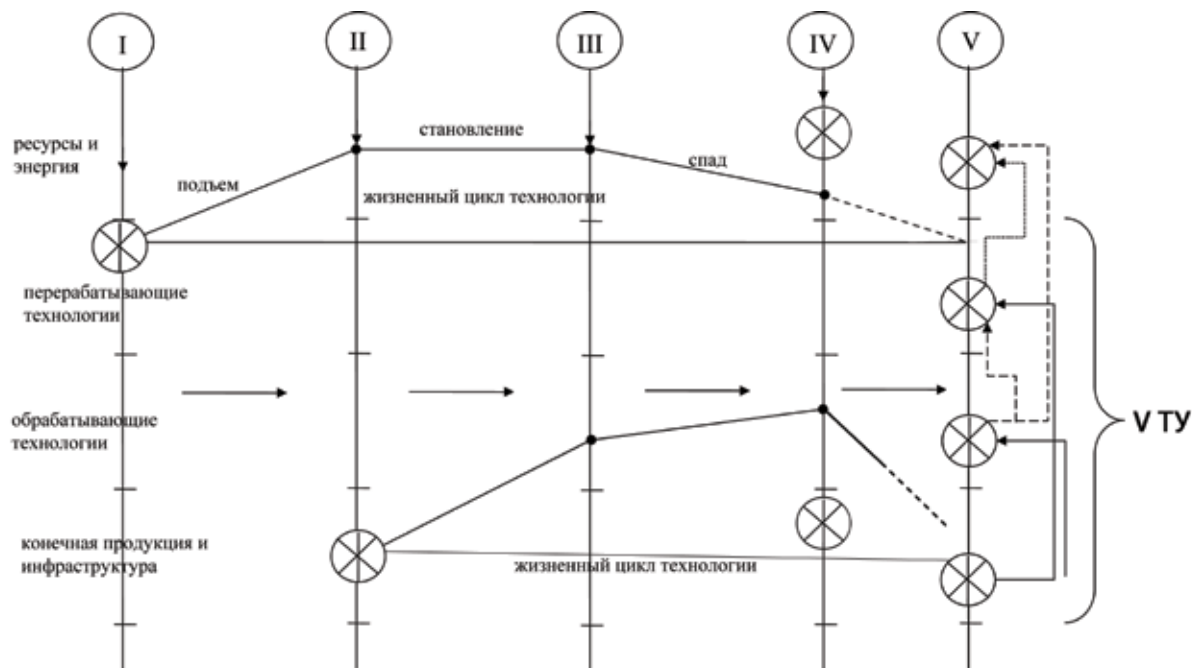 I
II
III
IV
V
становление
ресурсы и
энергия
спад
подъем
жизненный цикл технологии
перерабатывающие
технологии
обрабатывающие
технологии
V ТУ
конечная продукция и
инфраструктура
жизненный цикл технологии